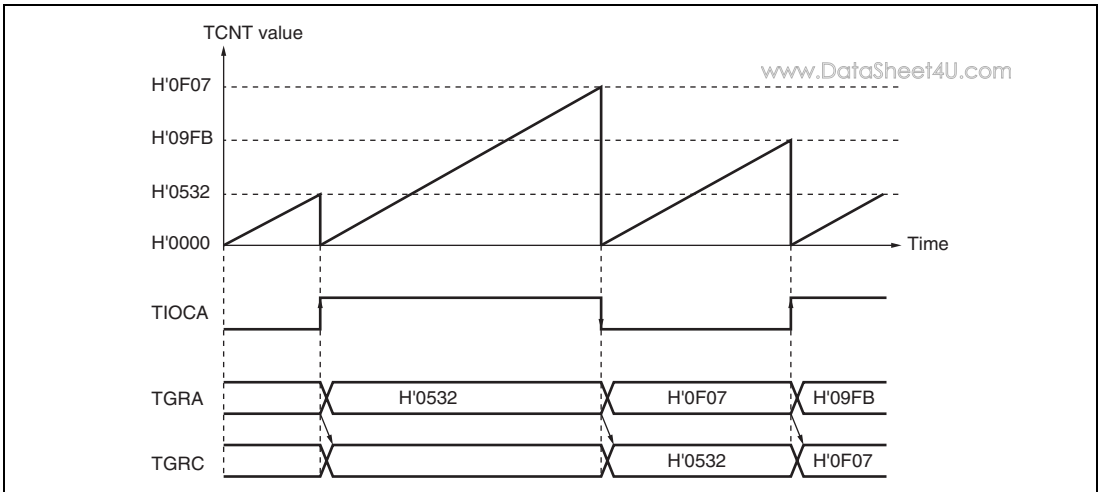 TCNT value
www.DataSheet4U.com
H'0F07
H'09FB
H'0532
H'0000
Time
TIOCA
TGRA
H'0532
H'0F07
H'09FB
TGRC
H'0532
H'0F07